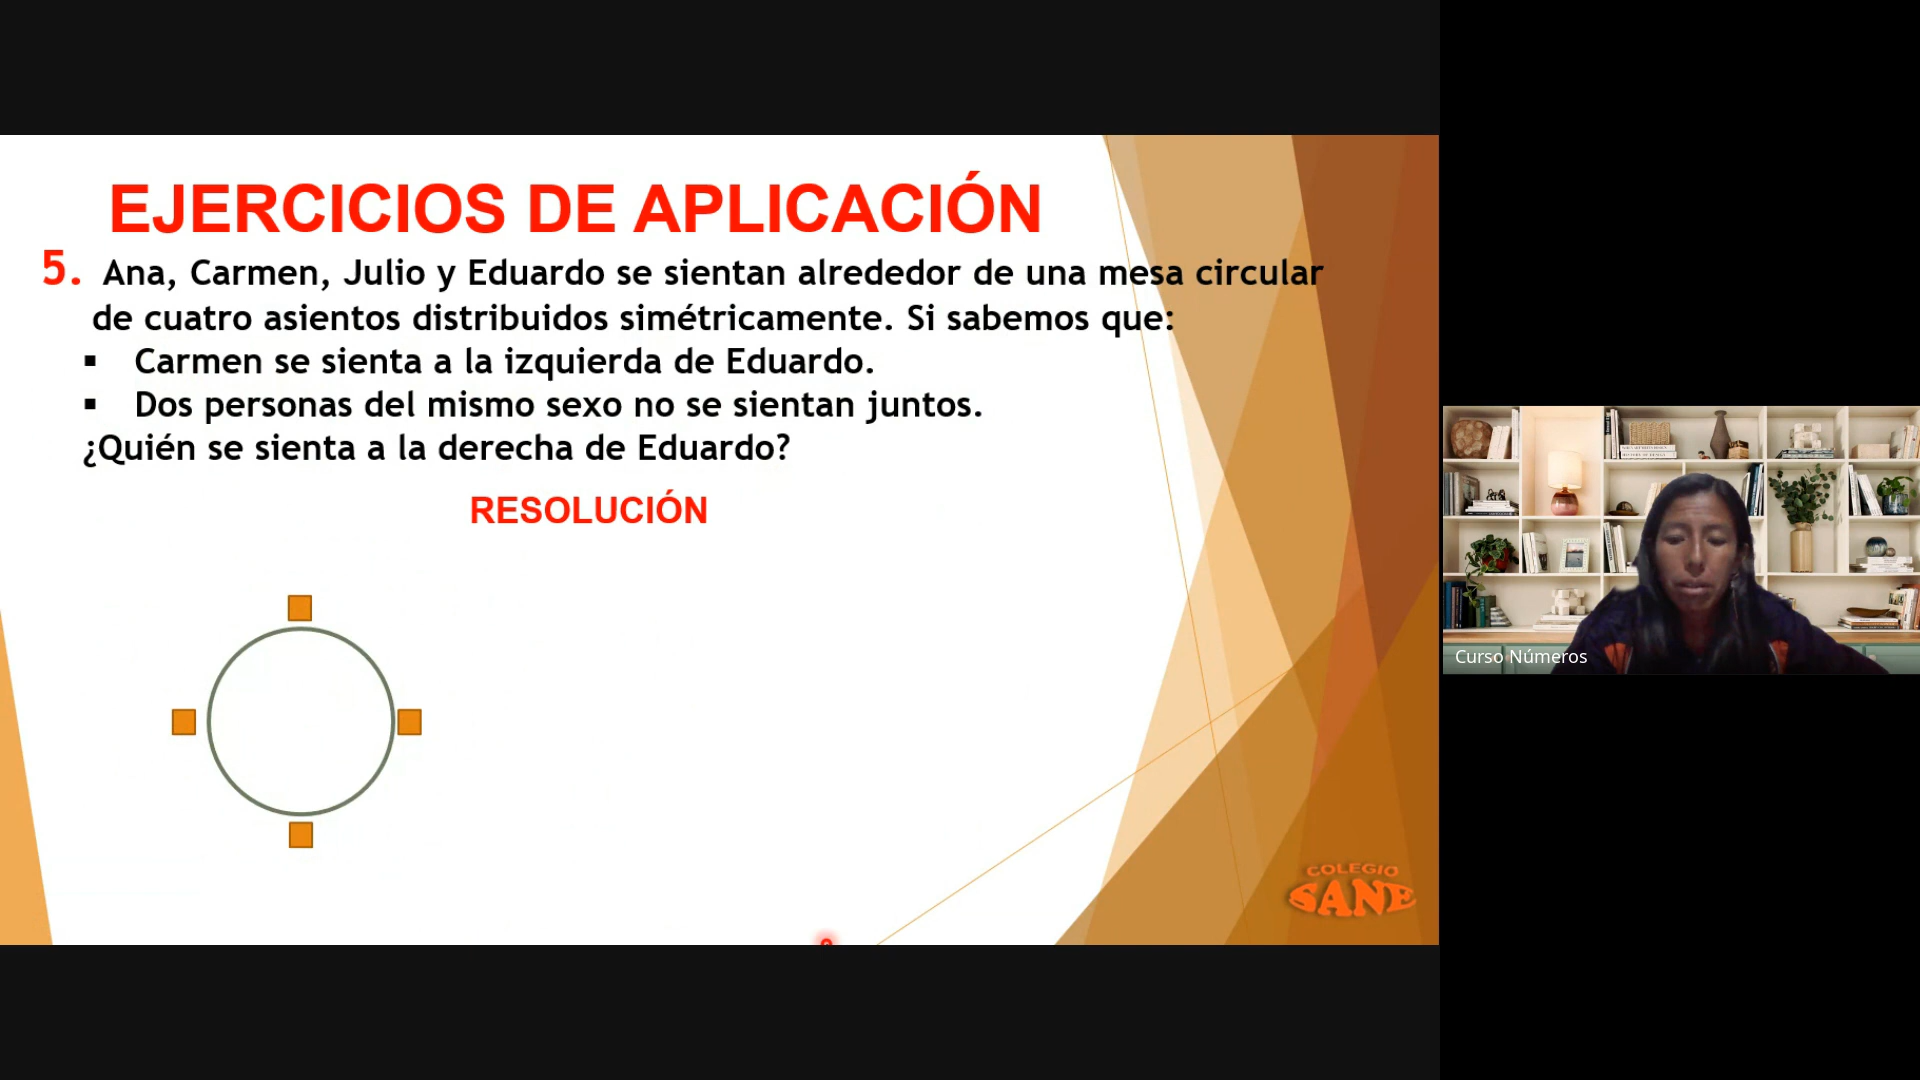 EJERCICIOS DE APLICACIÓN
5. Ana, Carmen, Julio y Eduardo se sientan alrededor de una mesa circular
de cuatro asientos distribuidos simétricamente. Si sabemos que:
▪ Carmen se sienta a la izquierda de Eduardo.
▪ Dos personas del mismo sexo no se sientan juntos.
¿Quién se sienta a la derecha de Eduardo?
RESOLUCIÓN
COLEGIO
SANE
Curso Números